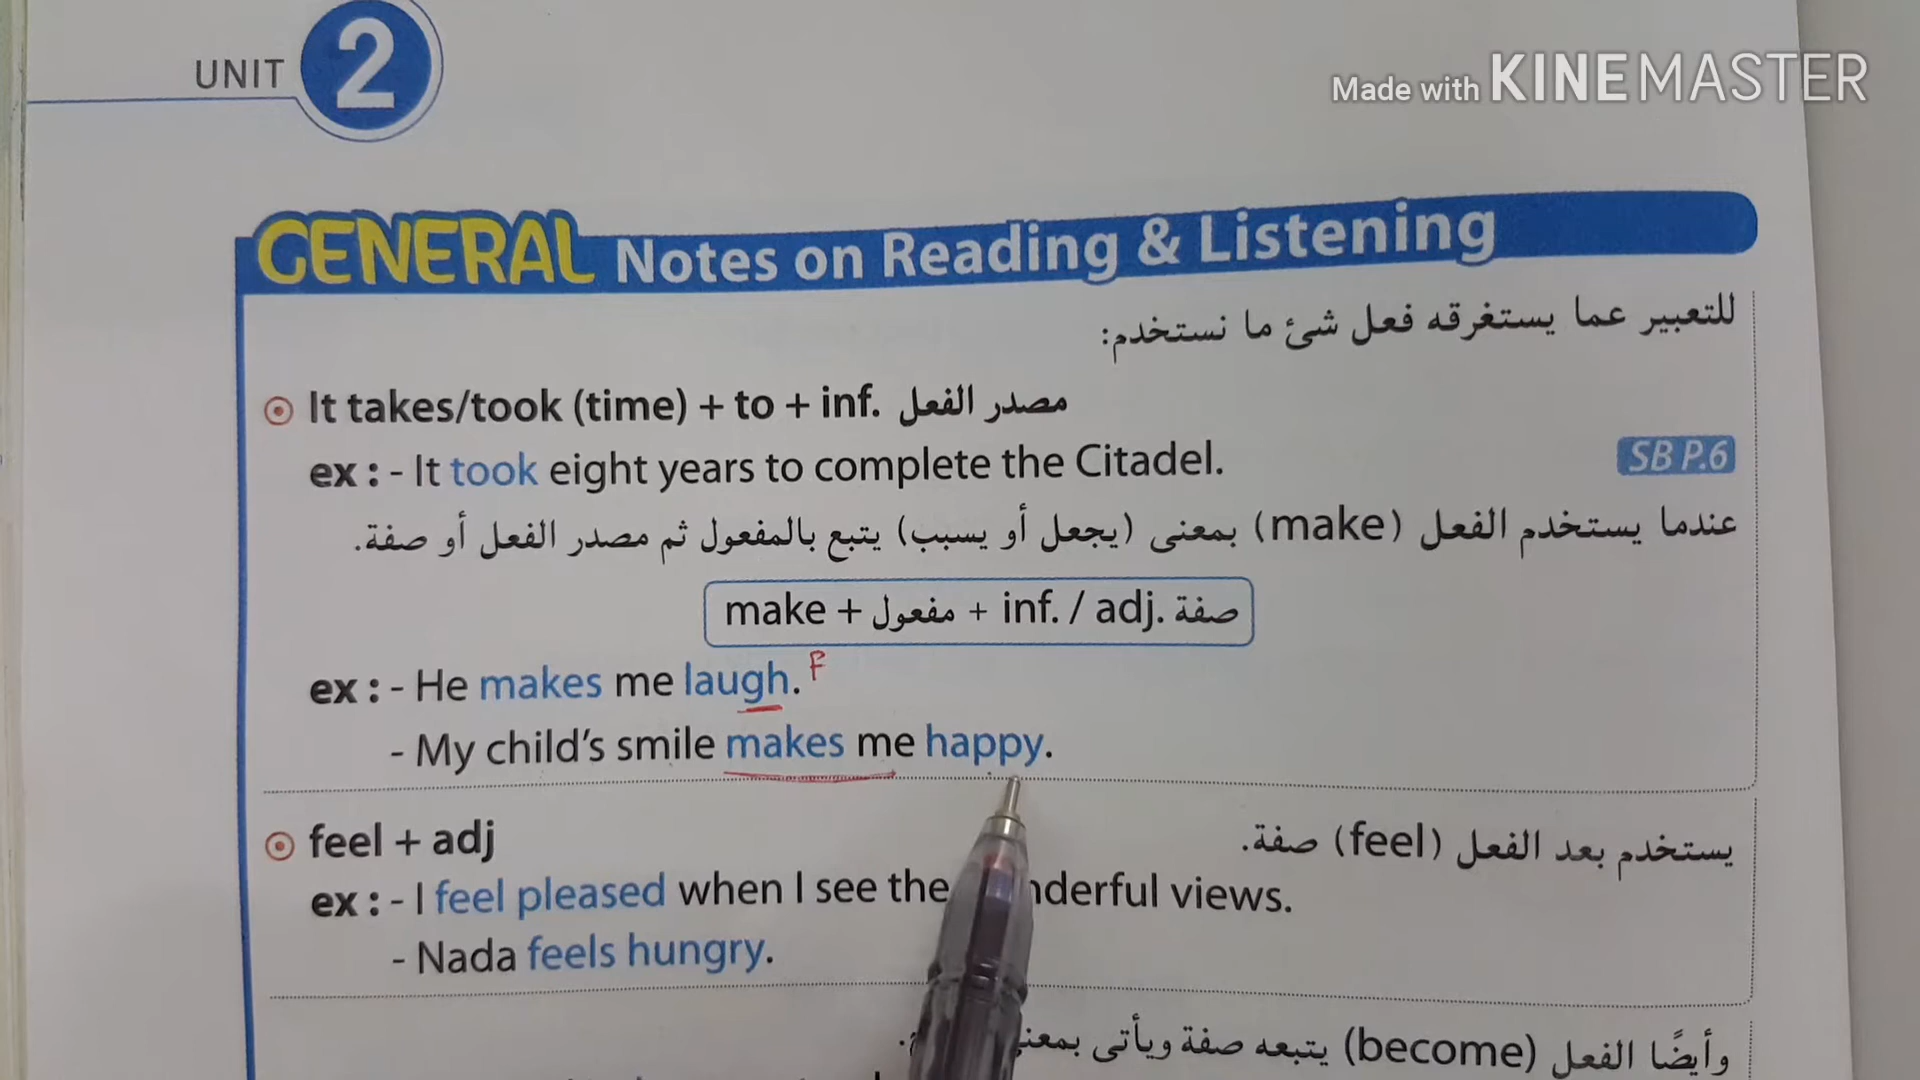 UNIT 2
Made with KINEMASTER
GENERAL Notes on Reading & Listening
للتعبير عما يستغرقه فعل شئ ما نستخدم:
It takes/took (time) + to + inf. مصدر الفعل
ex : - It took eight years to complete the Citadel.
SB P.6
عندما يستخدم الفعل (make) بمعنى (يجعل أو يسبب) يتبع بالمفعول ثم مصدر الفعل أو صفة.
make + مفعول + inf. / adj. صفة
ex : - He makes me laugh. F
- My child's smile makes me happy.
feel + adj
يستخدم بعد الفعل (feel) صفة.
ex : - I feel pleased when I see the views.
- Nada feels hungry.
وأيضًا الفعل (become) يتبعه صفة ويأتى